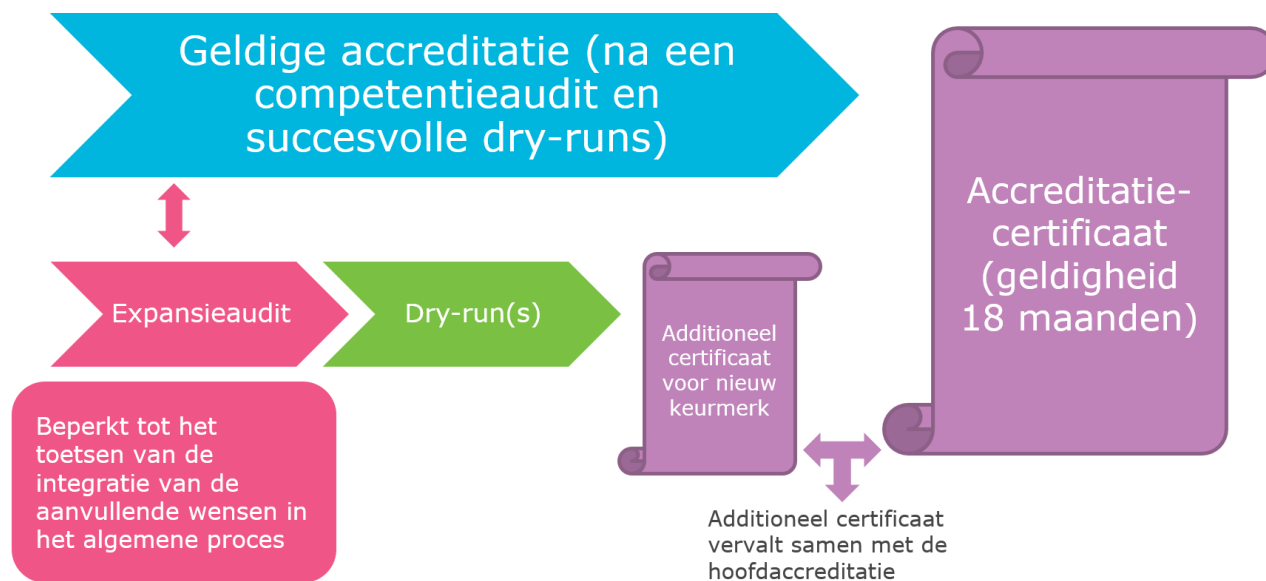 Geldige accreditatie (na een
competentieaudit en
succesvolle dry-runs)
Accreditatie-
certificaat
(geldigheid
18 maanden)
Expansieaudit
Dry-run(s)
Additioneel
certificaat
voor nieuw
keurmerk
Beperkt tot het
toetsen van de
integratie van de
aanvullende wensen in
het algemene proces
Additioneel certificaat
vervalt samen met de
hoofdaccreditatie